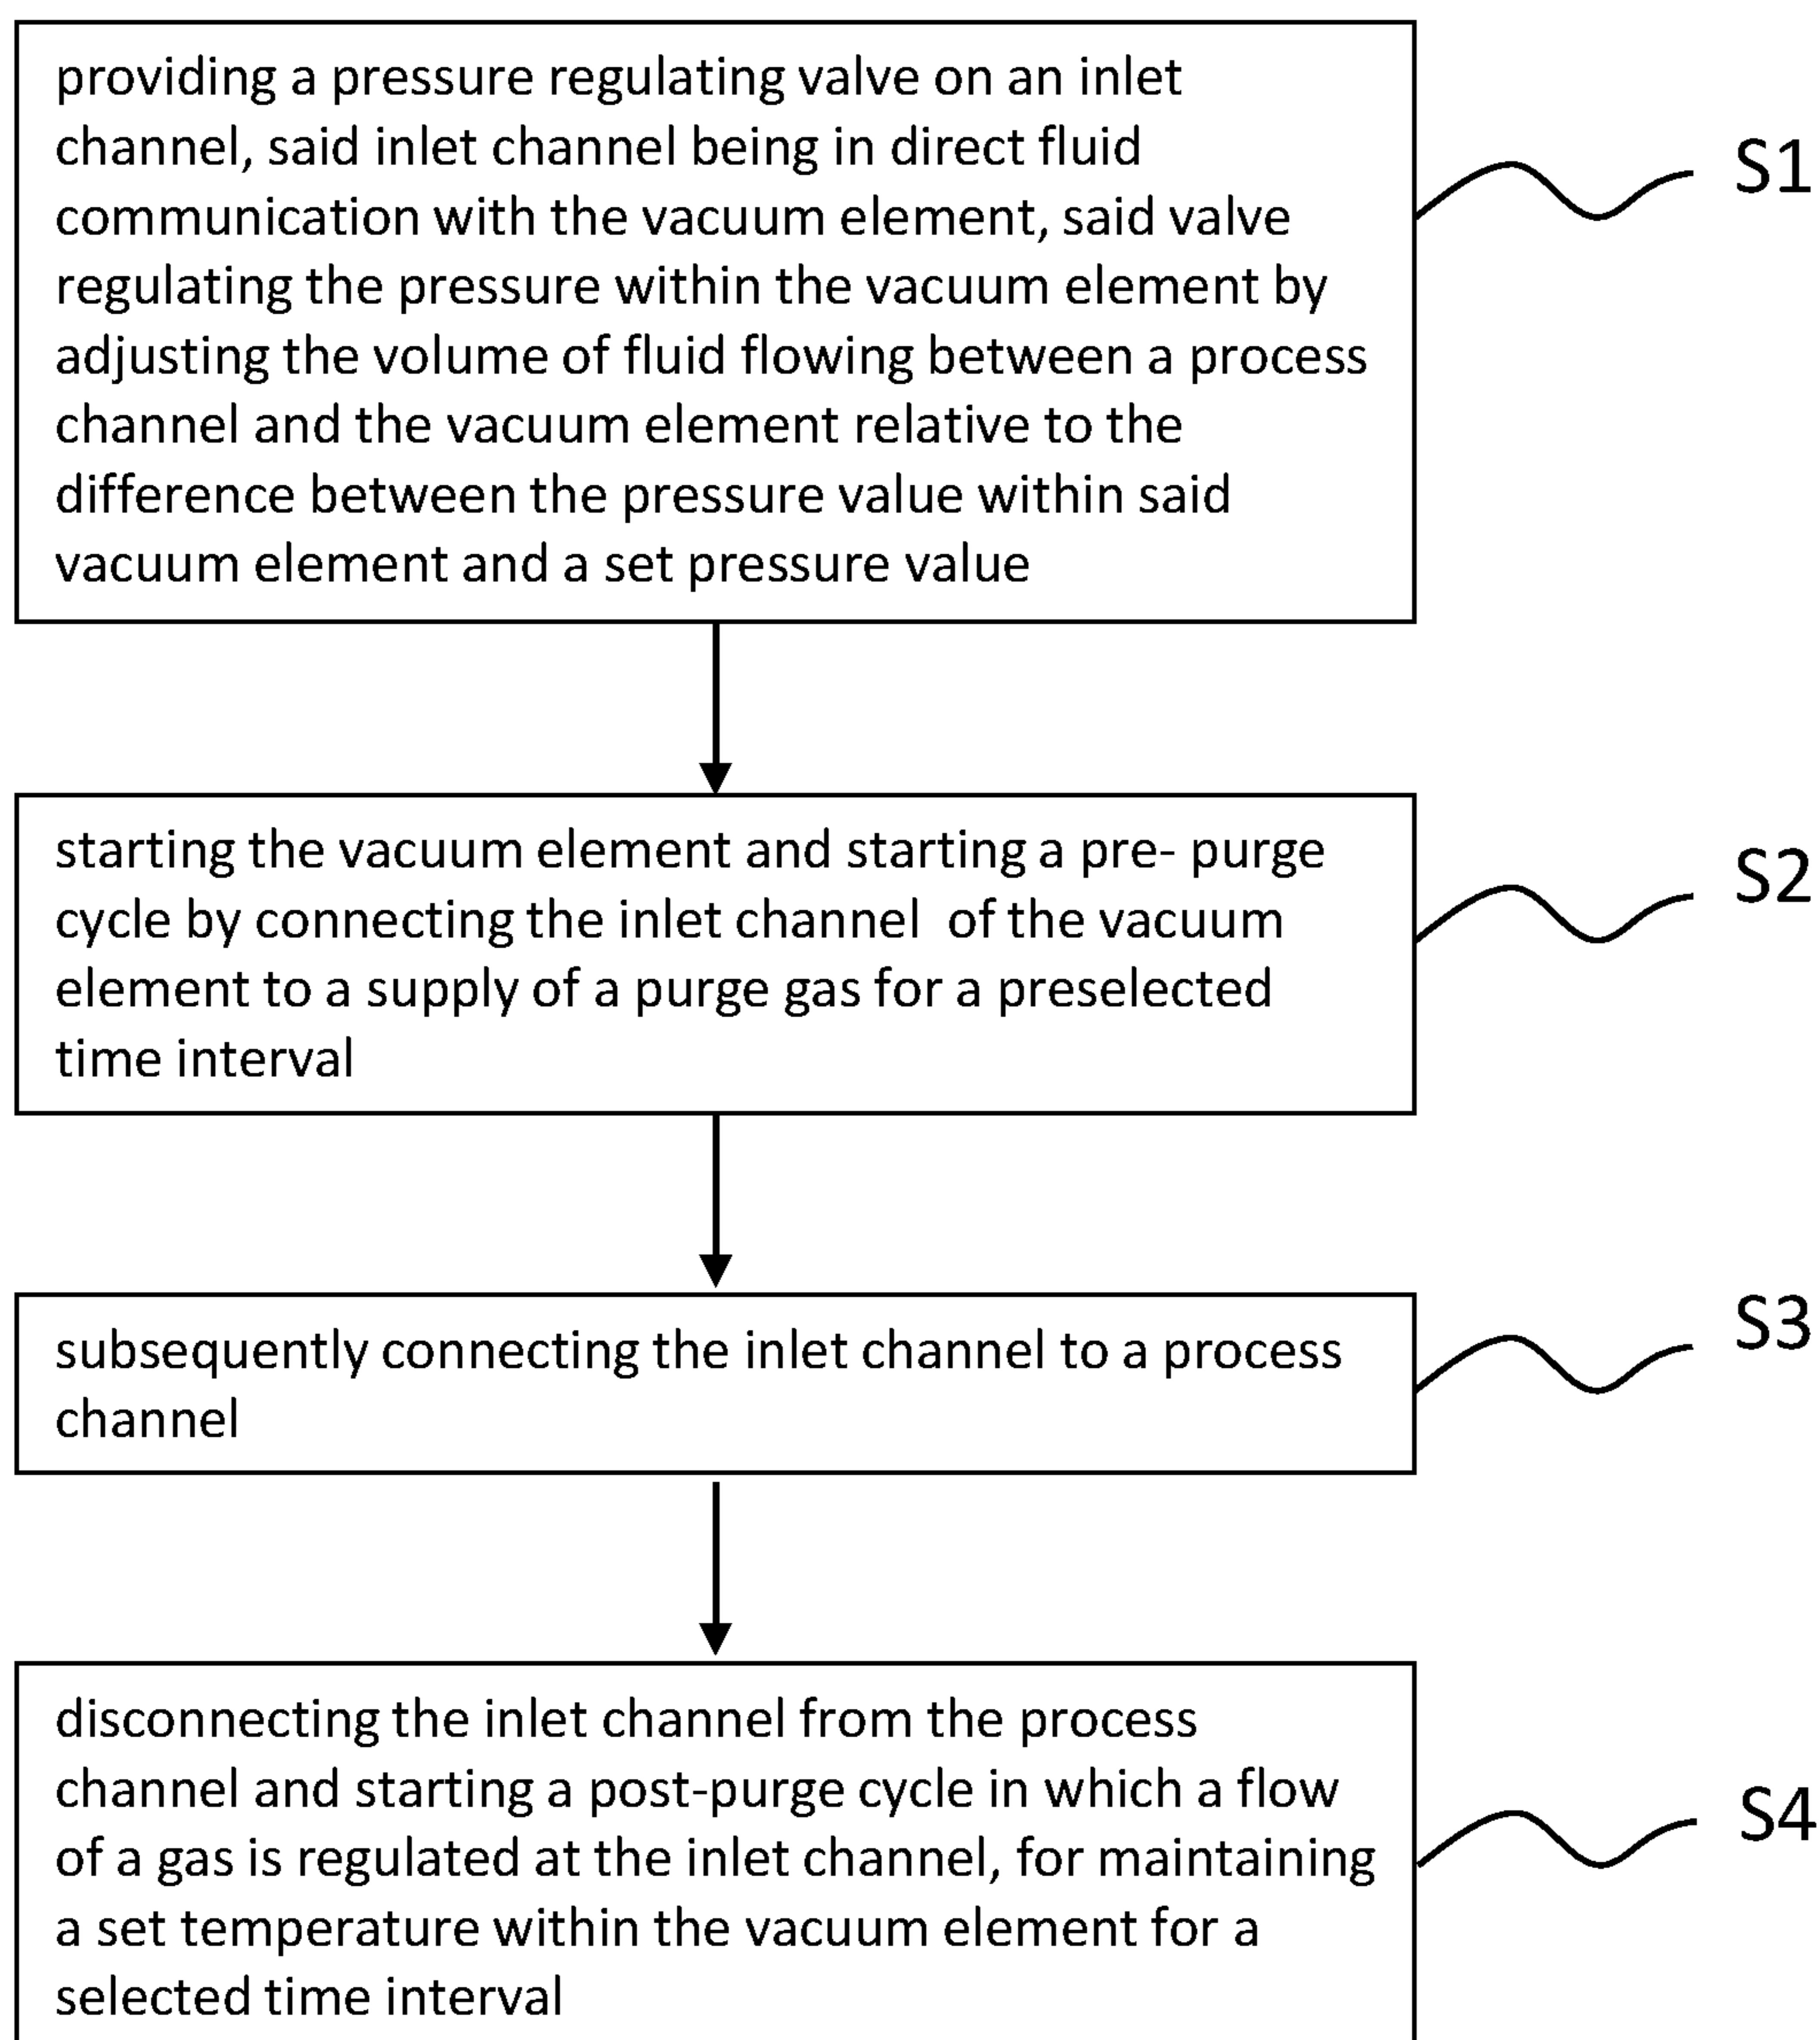 providing a pressure regulating valve on an inlet
channel, said inlet channel being in direct fluid
communication with the vacuum element, said valve
regulating the pressure within the vacuum element by
adjusting the volume of fluid flowing between a process
channel and the vacuum element relative to the
difference between the pressure value within said
vacuum element and a set pressure value
S1
starting the vacuum element and starting a pre- purge
cycle by connecting the inlet channel  of the vacuum
element to a supply of a purge gas for a preselected
time interval
S2
subsequently connecting the inlet channel to a process
channel
S3
disconnecting the inlet channel from the process
channel and starting a post-purge cycle in which a flow
of a gas is regulated at the inlet channel, for maintaining
a set temperature within the vacuum element for a
selected time interval
S4